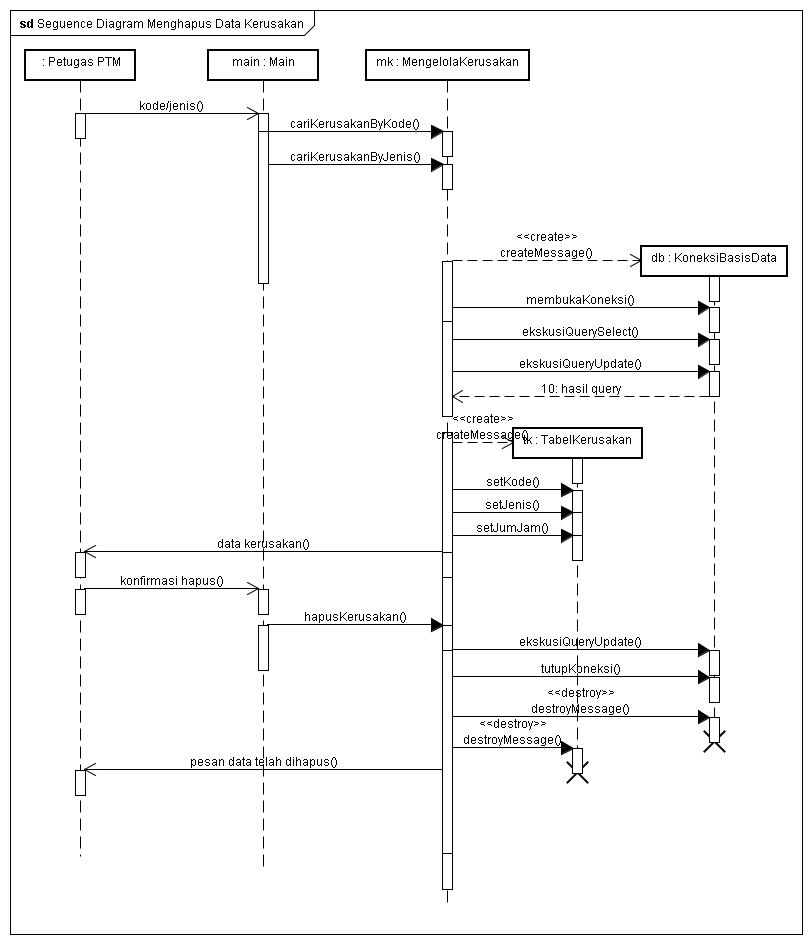 sd Seguence Diagram Menghapus Data Kerusakan
: Petugas PTM
main : Main
mk : MengelolaKerusakan
kode/jenis()
cariKerusakanByKode()
cariKerusakanByJenis()
<<create>>
createMessage()
db : KoneksiBasisData
membukaKoneksi()
ekskusiQuerySelect()
ekskusiQueryUpdate()
10: hasil query
<<create>>
createMessage()
tk : TabelKerusakan
setKode()
setJenis()
setJumJam()
data kerusakan()
konfirmasi hapus()
hapusKerusakan()
ekskusiQueryUpdate()
tutupKoneksi()
<<destroy>>
destroyMessage()
<<destroy>>
destroyMessage()
pesan data telah dihapus()